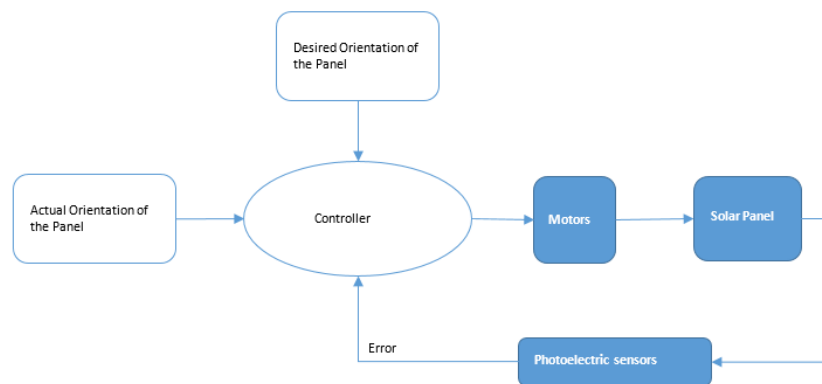 Desired Orientation of
the Panel
Actual Orientation of
the Panel
Controller
Motors
Solar Panel
Error
Photoelectric sensors